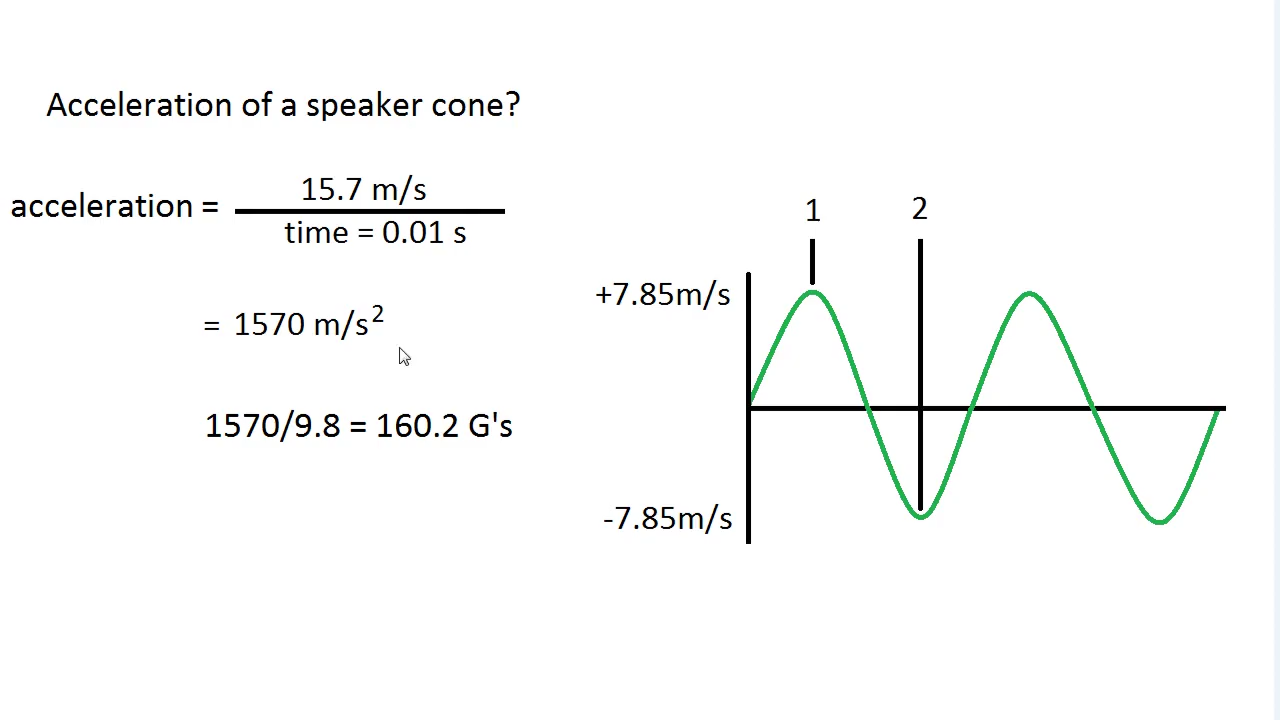 Acceleration of a speaker cone?
acceleration = 15.7 m/s
time = 0.01 s
= 1570 m/s²
1570/9.8 = 160.2 G's
1
2
+7.85m/s
-7.85m/s